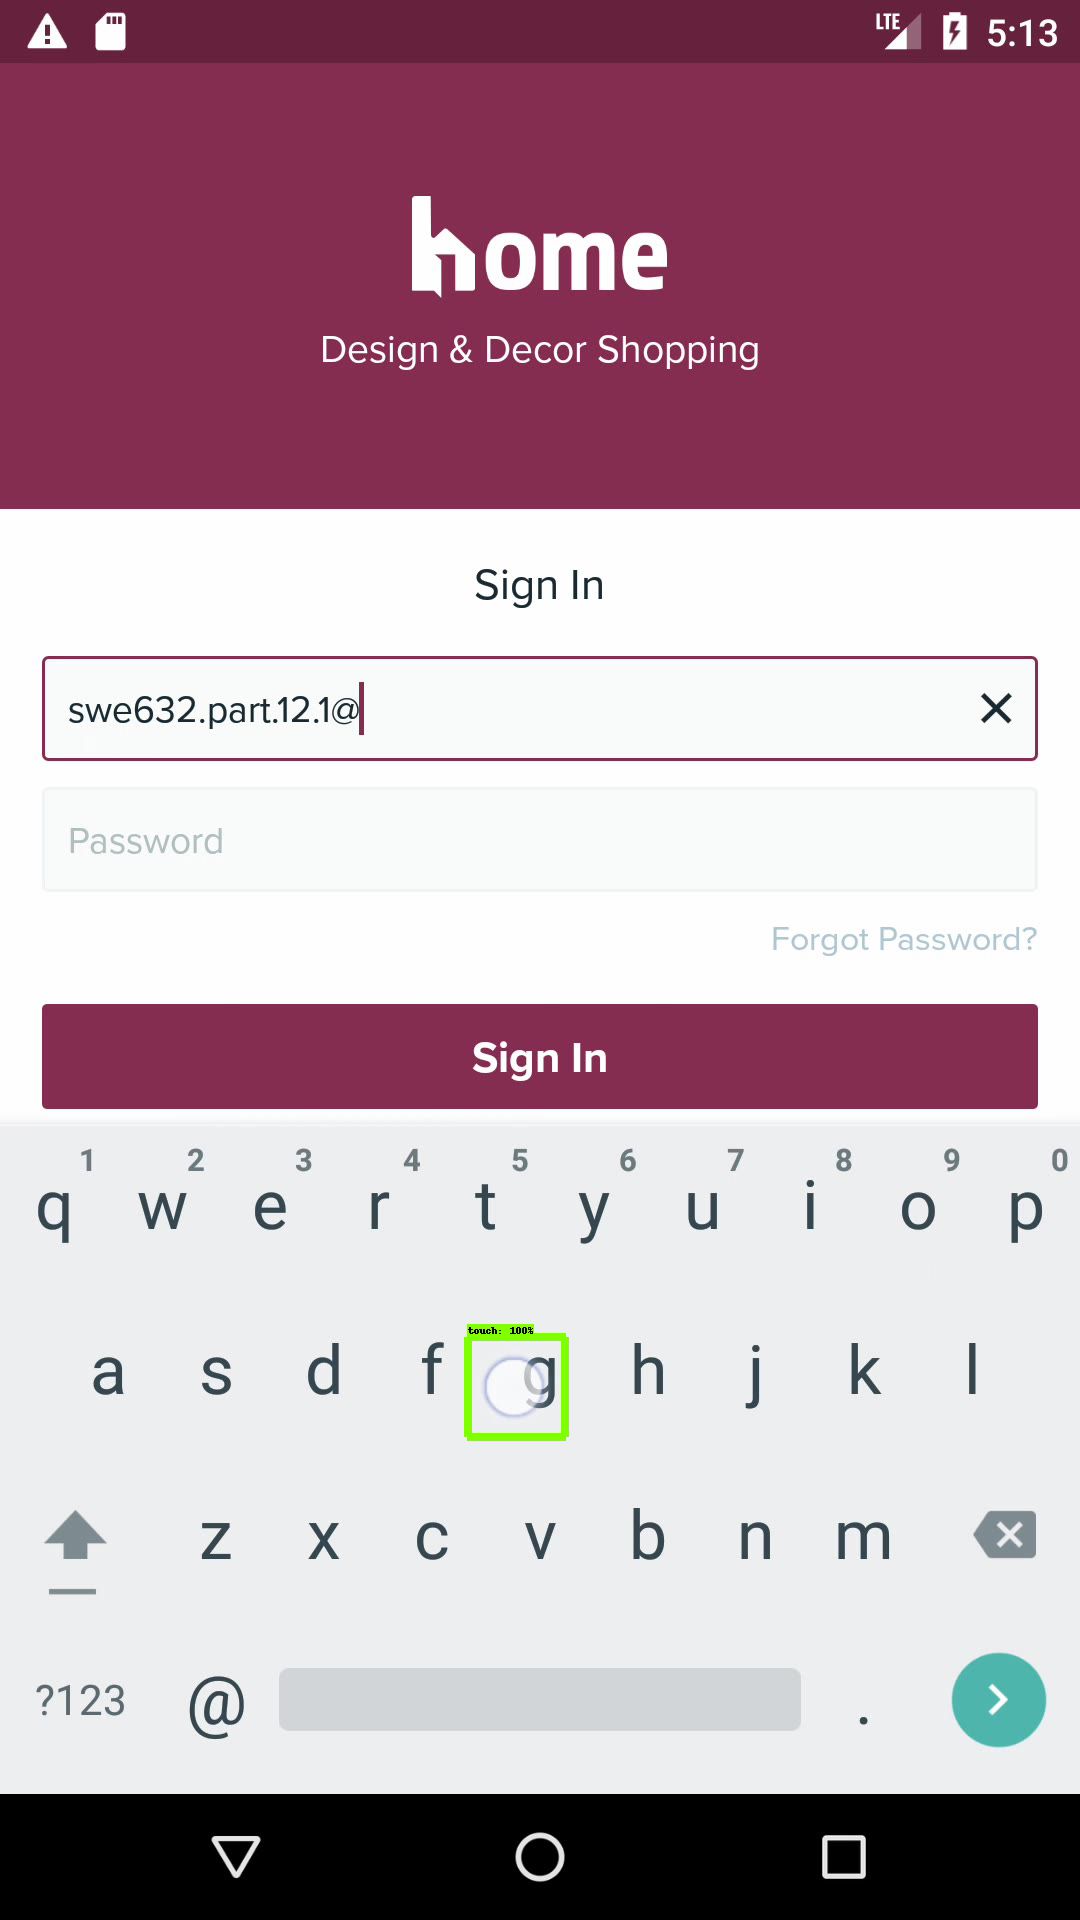 LTE 5:13
home
Design & Decor Shopping
Sign In
swe632.part.12.1@
Password
Forgot Password?
Sign In
1 2 3 4 5 6 7 8 9 0
q w e r t y u i o p
touch: 100%
a s d f g h j k l
z x c v b n m
?123 @ .